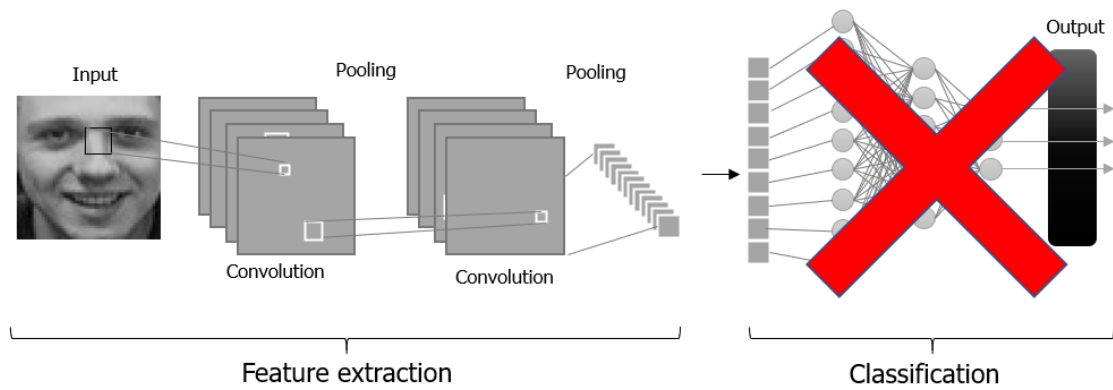 Input
Pooling
Pooling
Output
Convolution
Convolution
Feature extraction
Classification